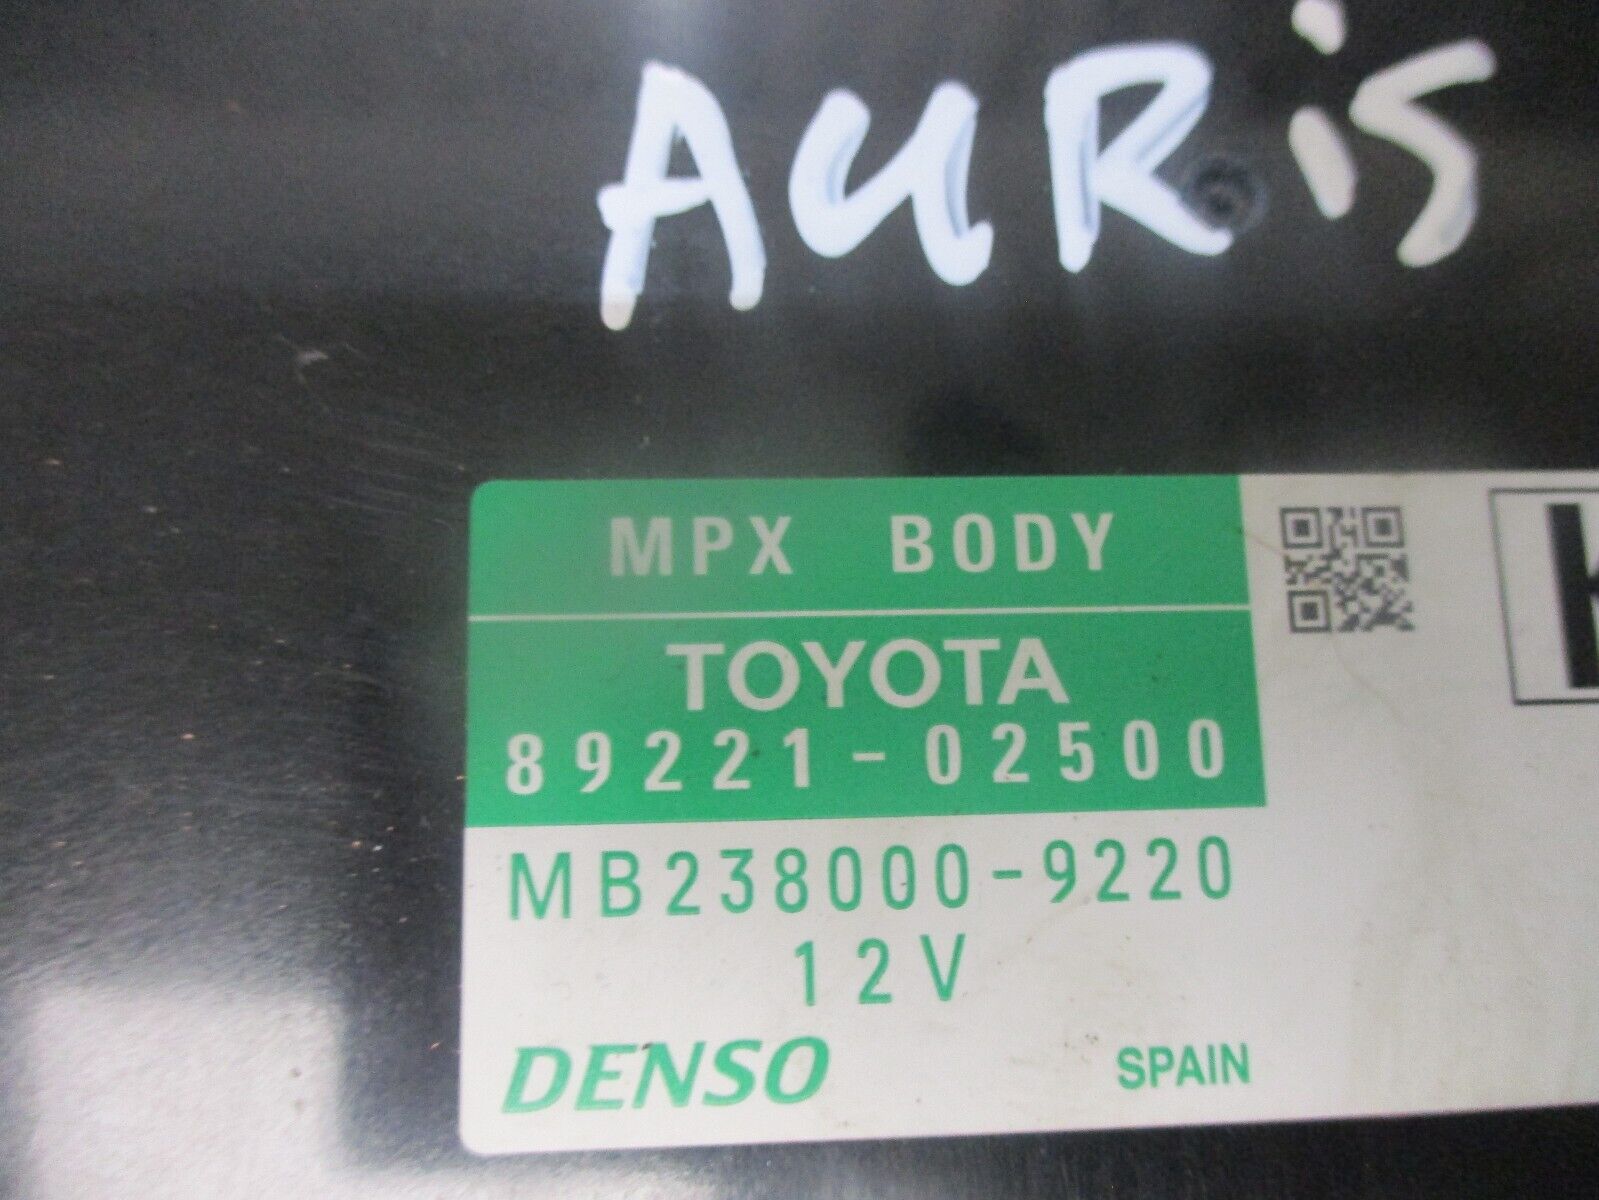 AURiS
MPX BODY
TOYOTA
89221-02500
MB238000-9220
12V
DENSO SPAIN